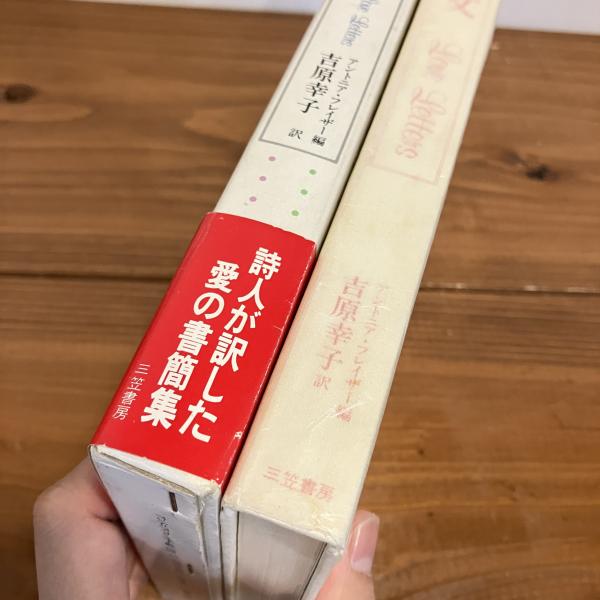 Letters
アントニア・フレイザー編
吉原幸子 訳
詩人が訳した
愛の書簡集
三笠書房
文
Love Letters
アントニア・フレイザー編
吉原幸子 訳
三笠書房